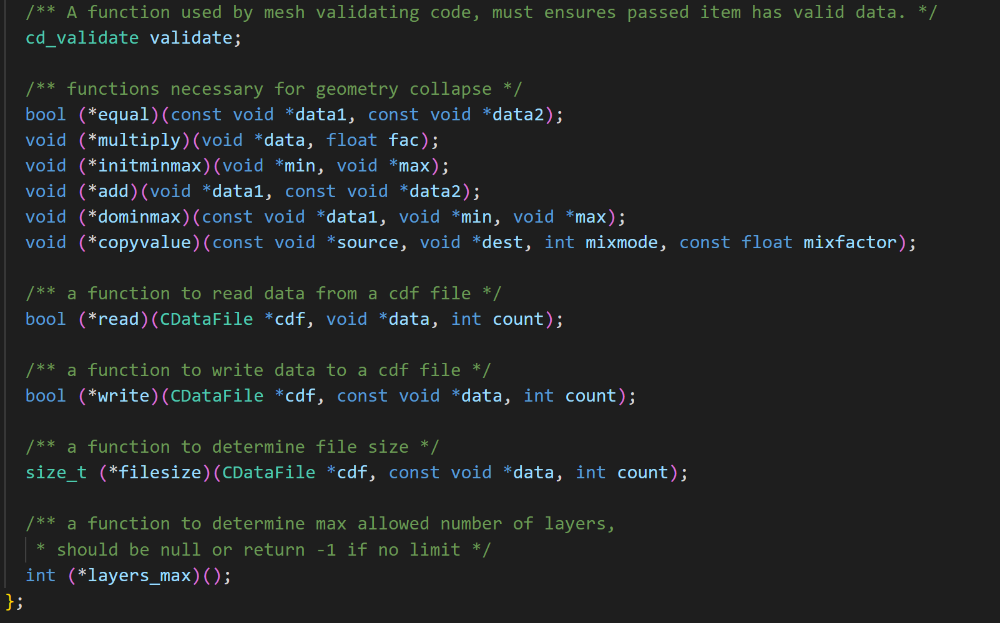 /** A function used by mesh validating code, must ensures passed item has valid data. */
cd_validate validate;
/** functions necessary for geometry collapse */
bool (*equal)(const void *data1, const void *data2);
void (*multiply)(void *data, float fac);
void (*initminmax)(void *min, void *max);
void (*add)(void *data1, const void *data2);
void (*dominmax)(const void *data1, void *min, void *max);
void (*copyvalue)(const void *source, void *dest, int mixmode, const float mixfactor);
/** a function to read data from a cdf file */
bool (*read)(CDataFile *cdf, void *data, int count);
/** a function to write data to a cdf file */
bool (*write)(CDataFile *cdf, const void *data, int count);
/** a function to determine file size */
size_t (*filesize)(CDataFile *cdf, const void *data, int count);
/** a function to determine max allowed number of layers,
* should be null or return -1 if no limit */
int (*layers_max)();
};